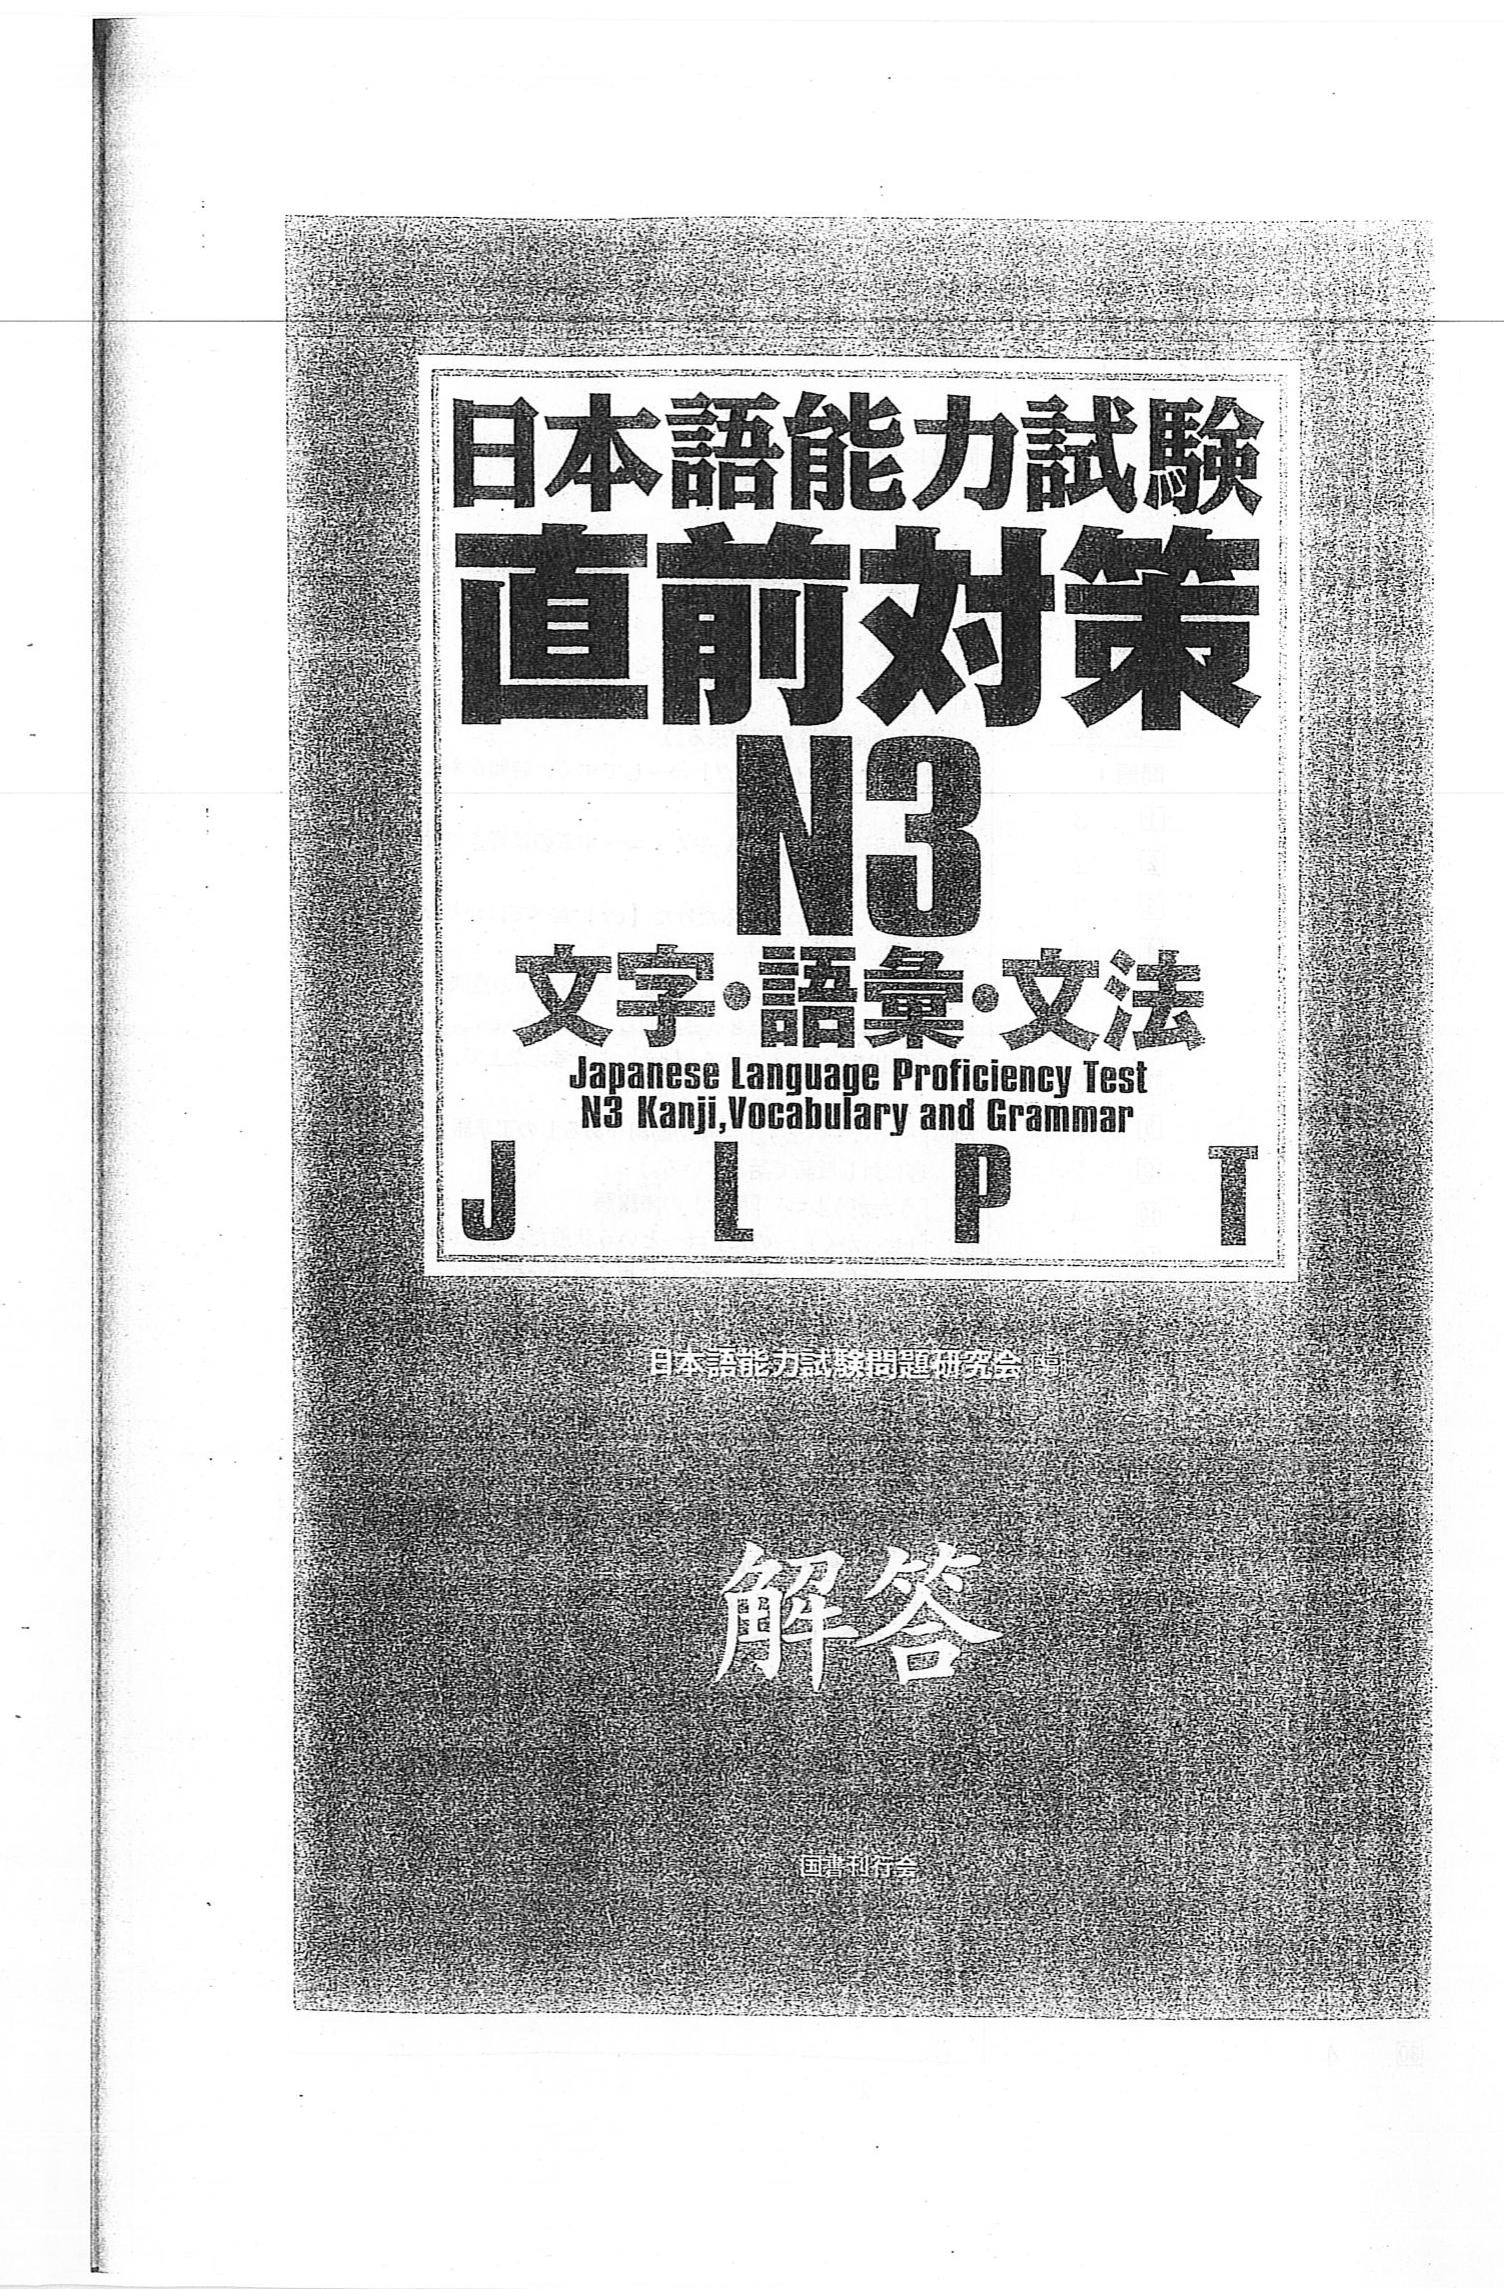 日本語能力試験
直前対策
N3
文字・語彙・文法
Japanese Language Proficiency Test
N3 Kanji,Vocabulary and Grammar
J L P T
日本語能力試験問題研究会
解答
国書刊行会